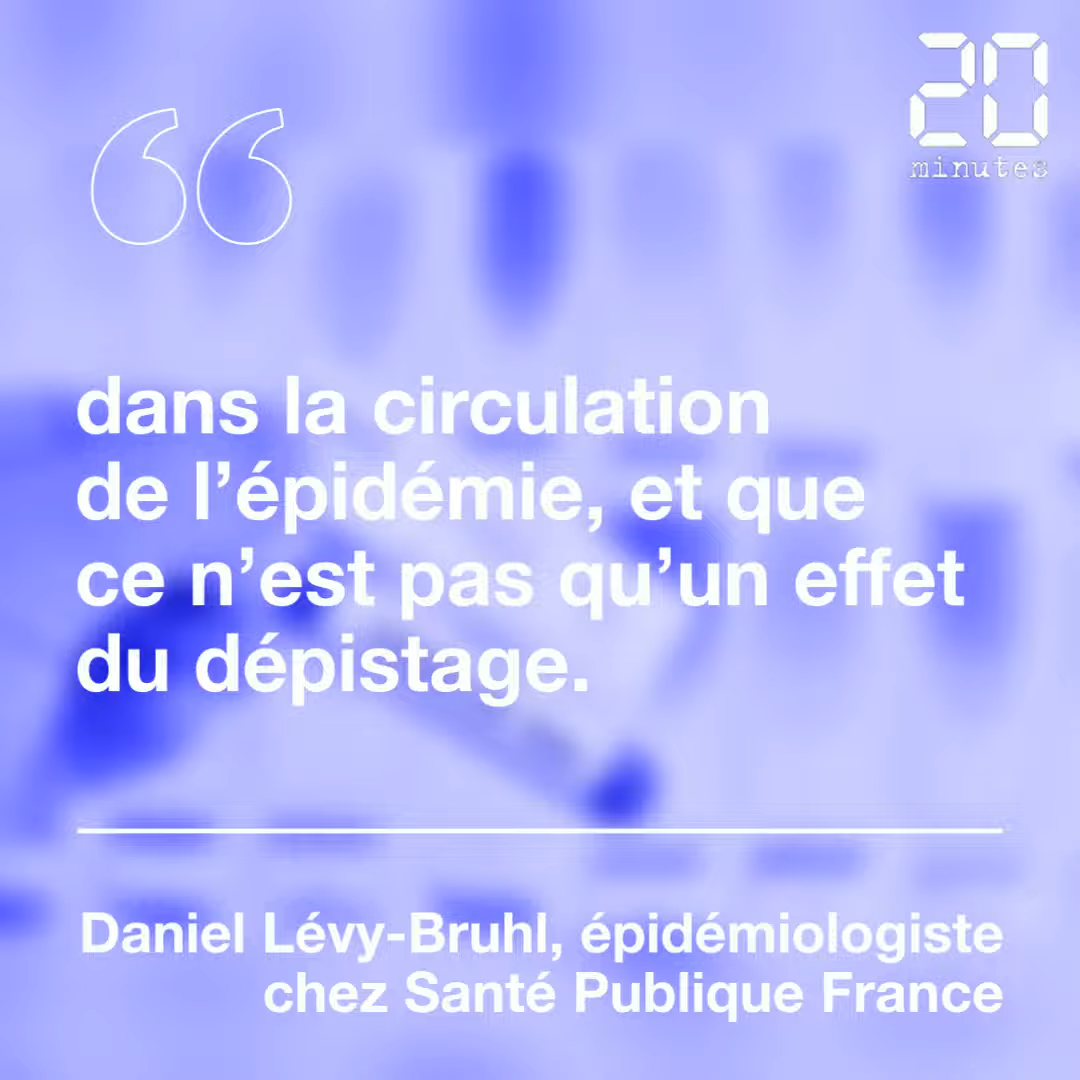 20
minutes
dans la circulation
de l’épidémie, et que
ce n’est pas qu’un effet
du dépistage.
Daniel Lévy-Bruhl, épidémiologiste
chez Santé Publique France